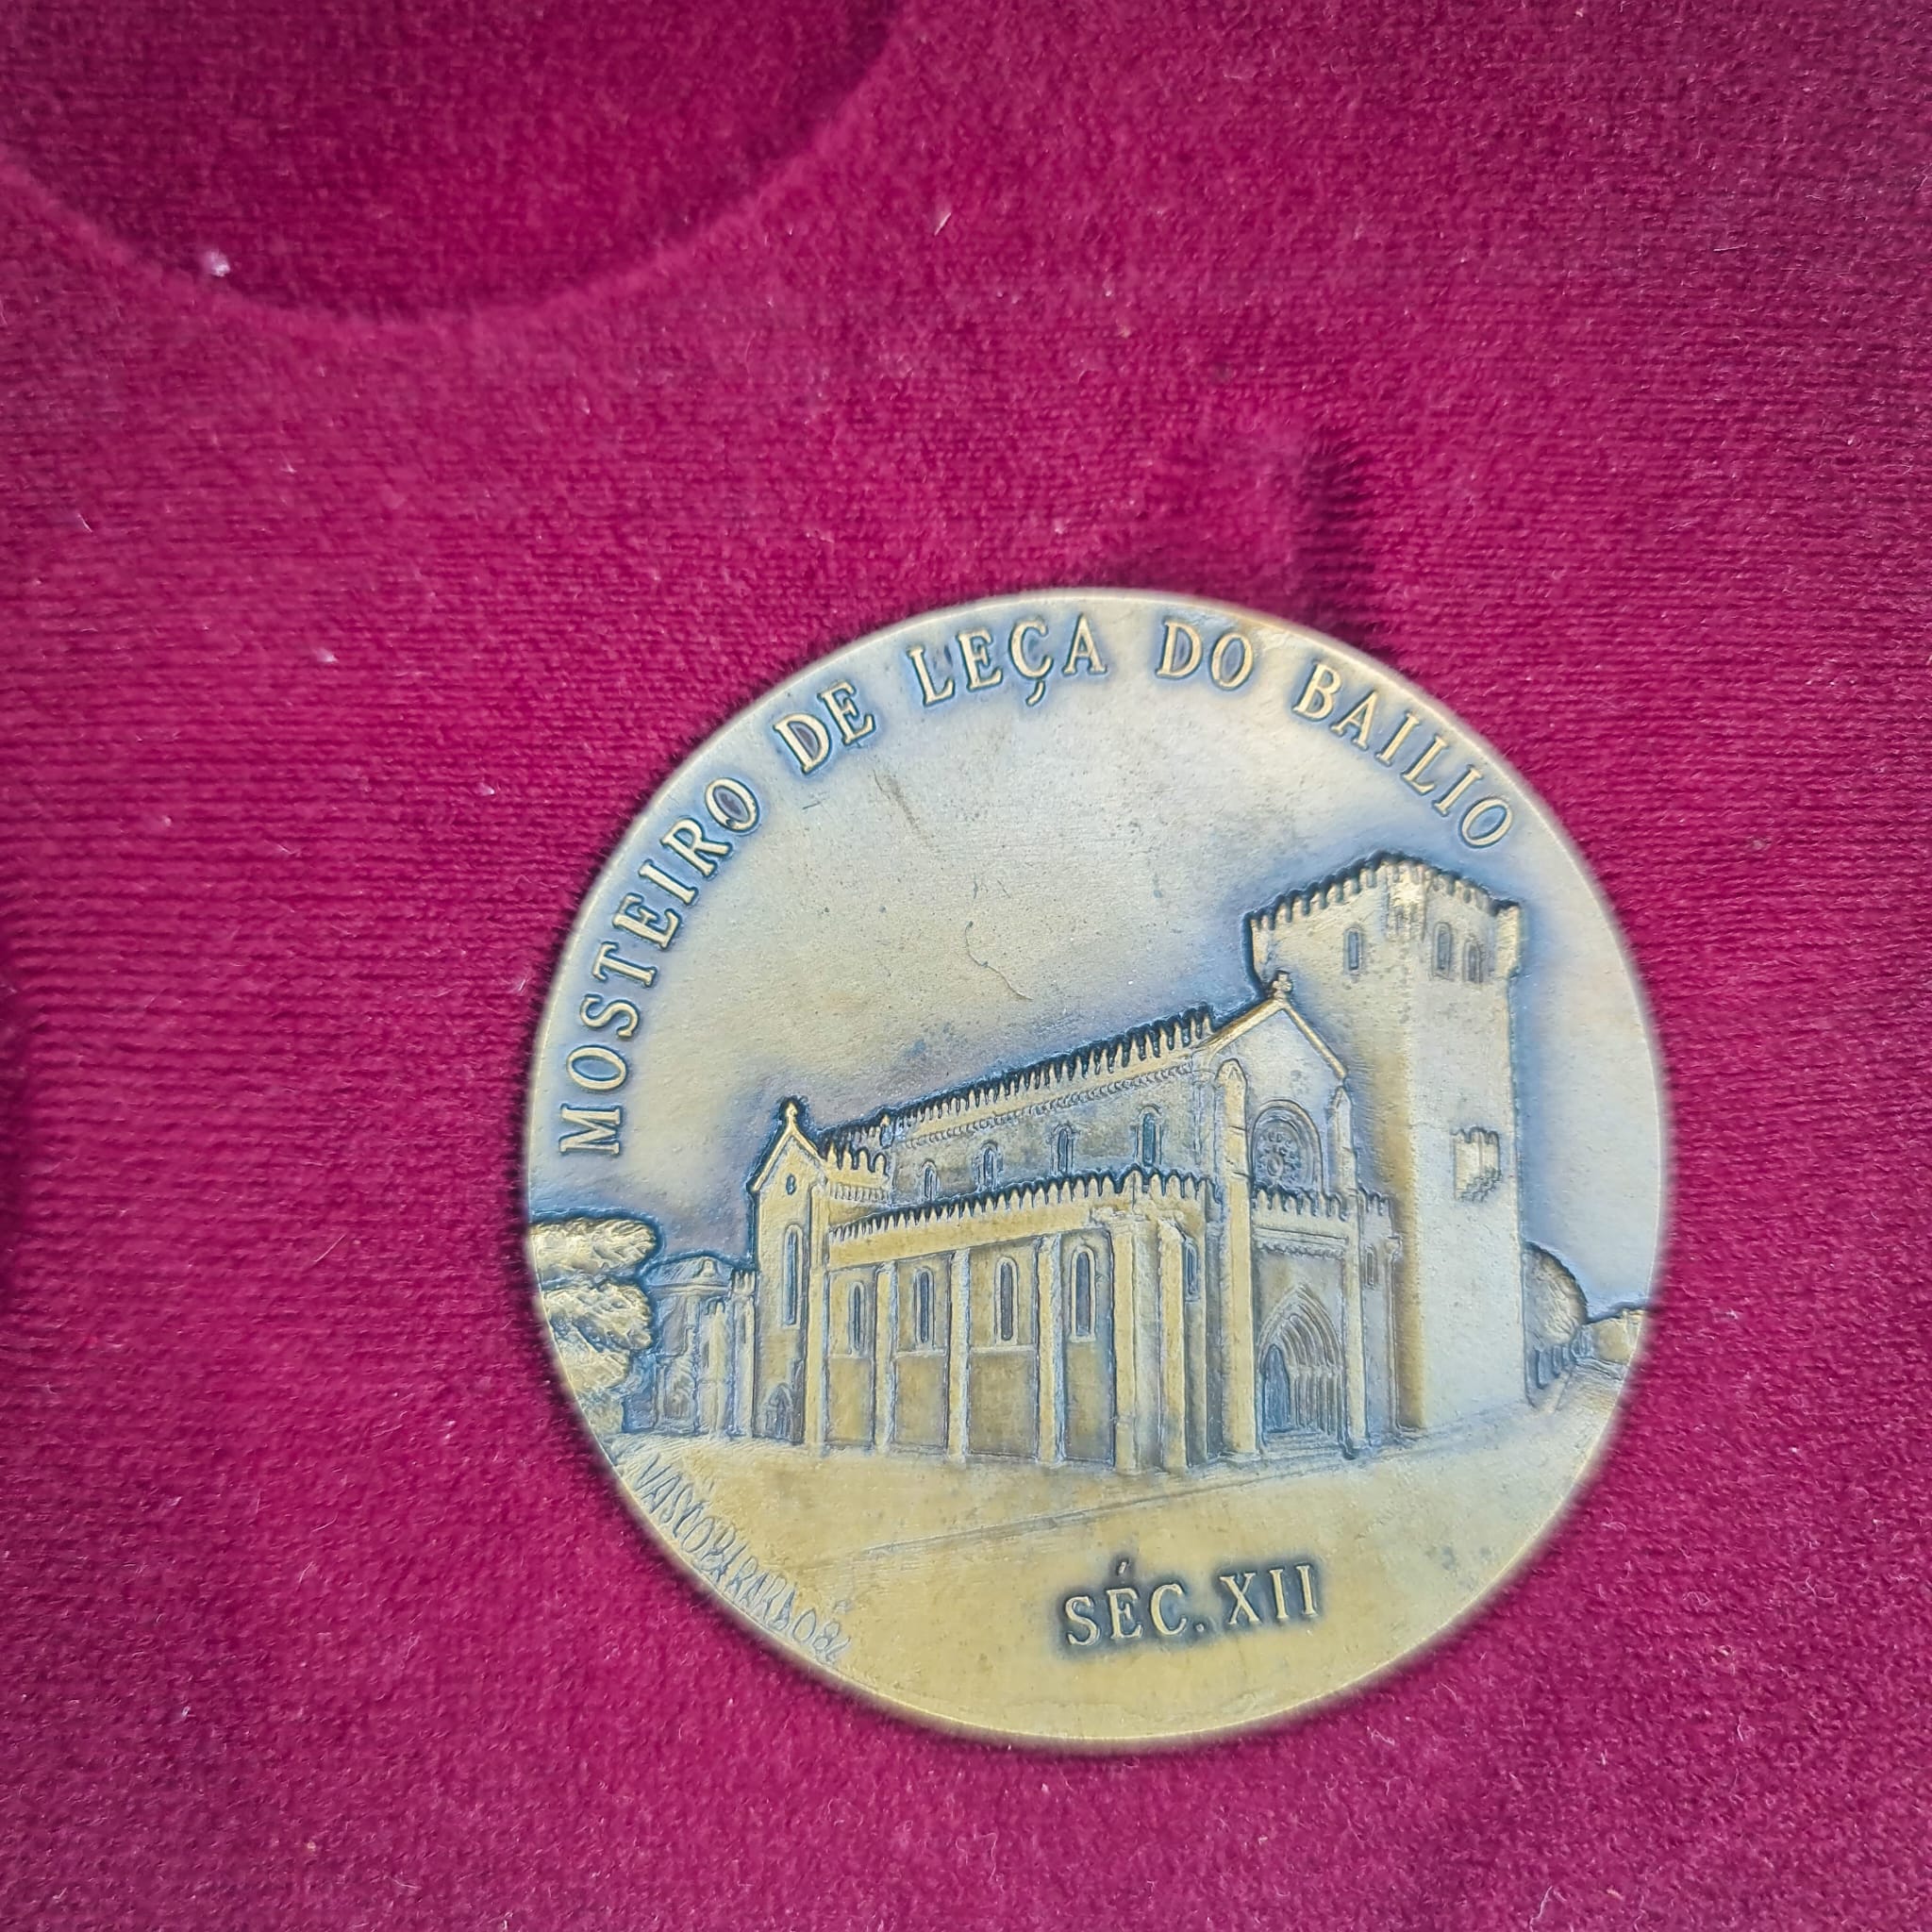 MOSTEIRO DE LEÇA DO BAILIO
SÉC. XII